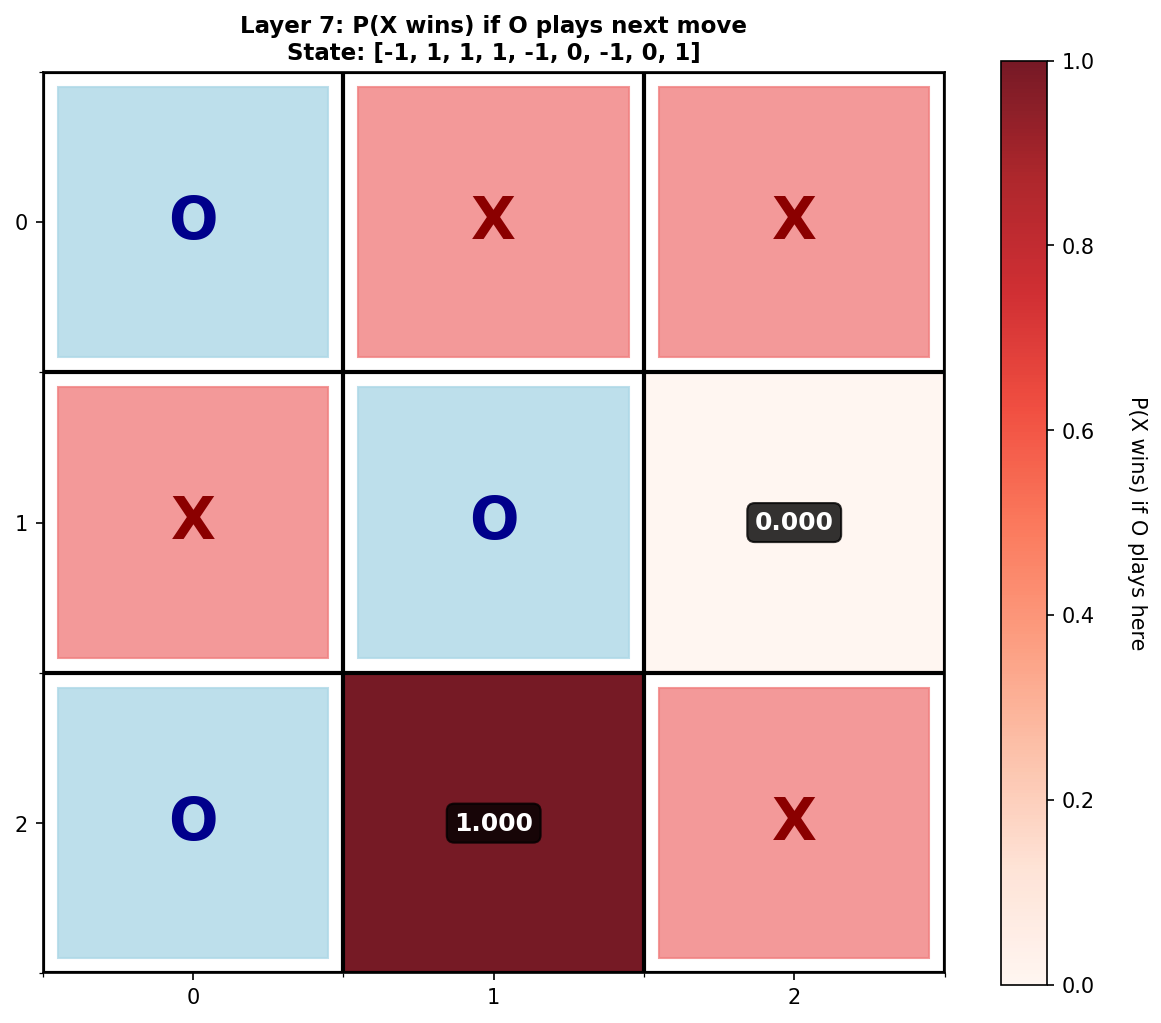 Layer 7: P(X wins) if O plays next move
State: [-1, 1, 1, 1, -1, 0, -1, 0, 1]
0
O
X
X
1
X
O
0.000
2
O
1.000
X
0
1
2
1.0
0.8
0.6
0.4
0.2
0.0
P(X wins) if O plays here